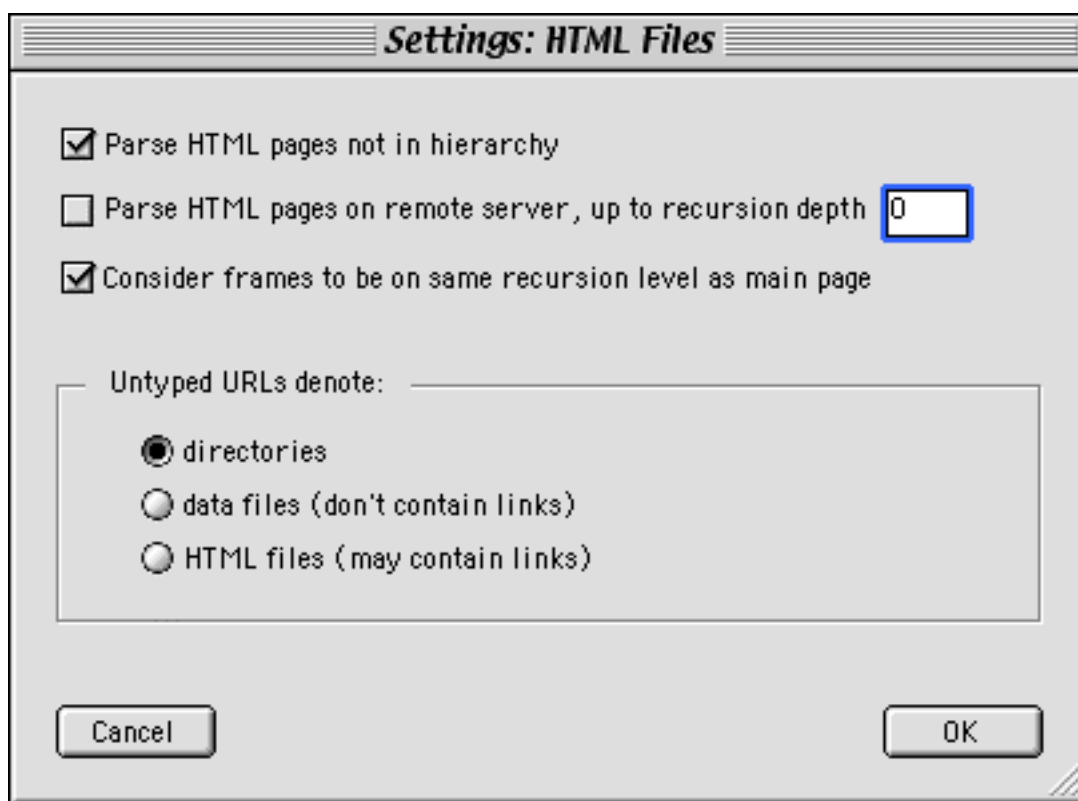 Settings: HTML Files
Parse HTML pages not in hierarchy
Parse HTML pages on remote server, up to recursion depth 0
Consider frames to be on same recursion level as main page
Untyped URLs denote:
directories
data files (don't contain links)
HTML files (may contain links)
Cancel OK